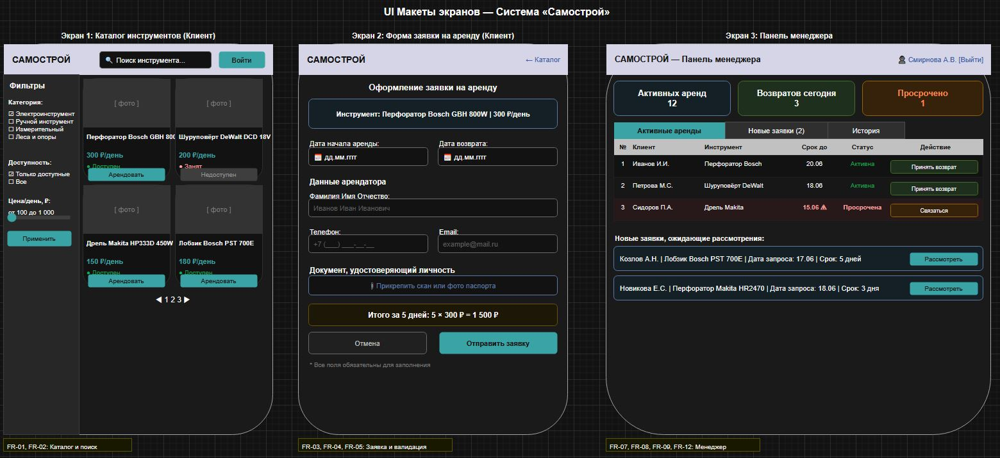 UI Макеты экранов — Система «Самострой»
Экран 1: Каталог инструментов (Клиент)
САМОСТРОЙ
Поиск инструмента...
Войти
Фильтры
Категория:
☑ Электроинструмент
☐ Ручной инструмент
☐ Измерительный
☐ Леса и опоры
Доступность:
☑ Только доступные
☐ Все
Цена/день, ₽:
от 100 до 1 000
Применить
[ фото ]
Перфоратор Bosch GBH 800
300 ₽/день
● Доступен
Арендовать
[ фото ]
Шуруповёрт DeWalt DCD 18V
200 ₽/день
● Занят
Недоступен
[ фото ]
Дрель Makita HP333D 450W
150 ₽/день
● Доступен
Арендовать
[ фото ]
Лобзик Bosch PST 700E
180 ₽/день
● Доступен
Арендовать
◀ 1 2 3 ▶
FR-01, FR-02: Каталог и поиск
Экран 2: Форма заявки на аренду (Клиент)
САМОСТРОЙ
← Каталог
Оформление заявки на аренду
Инструмент: Перфоратор Bosch GBH 800W | 300 ₽/день
Дата начала аренды:
дд.мм.гггг
Дата возврата:
дд.мм.гггг
Данные арендатора
Фамилия Имя Отчество:
Иванов Иван Иванович
Телефон:
+7 (___) ___-__-__
Email:
example@mail.ru
Документ, удостоверяющий личность
Прикрепить скан или фото паспорта
Итого за 5 дней: 5 × 300 ₽ = 1 500 ₽
Отмена
Отправить заявку
* Все поля обязательны для заполнения
FR-03, FR-04, FR-05: Заявка и валидация
Экран 3: Панель менеджера
САМОСТРОЙ — Панель менеджера
Смирнова А.В. [Выйти]
Активных аренд
12
Возвратов сегодня
3
Просрочено
1
Активные аренды
Новые заявки (2)
История
№ Клиент Инструмент Срок до Статус Действие
1 Иванов И.И. Перфоратор Bosch 20.06 Активна Принять возврат
2 Петрова М.С. Шуруповёрт DeWalt 18.06 Активна Принять возврат
3 Сидоров П.А. Дрель Makita 15.06 ⚠ Просрочена Связаться
Новые заявки, ожидающие рассмотрения:
Козлов А.Н. | Лобзик Bosch PST 700E | Дата запроса: 17.06 | Срок: 5 дней
Рассмотреть
Новикова Е.С. | Перфоратор Makita HR2470 | Дата запроса: 18.06 | Срок: 3 дня
Рассмотреть
FR-07, FR-08, FR-09, FR-12: Менеджер